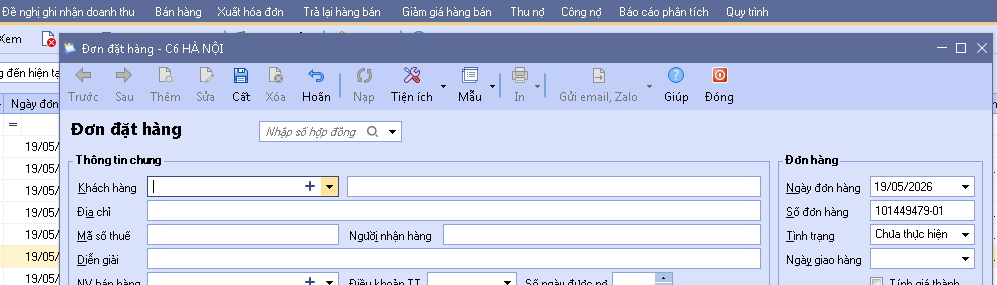 Đề nghị ghi nhận doanh thu Bán hàng Xuất hóa đơn Trả lại hàng bán Giảm giá hàng bán Thu nợ Công nợ Báo cáo phân tích Quy trình
Xem
Đơn đặt hàng - C6 HÀ NỘI
g đến hiện tạ
Trước Sau Thêm Sửa Cất Xóa Hoãn Nạp Tiện ích Mẫu In Gửi email, Zalo Giúp Đóng
Ngày đơn
=
Đơn đặt hàng Nhập số hợp đồng
19/05/
19/05/
19/05/
19/05/
19/05/
19/05/
19/05/
Thông tin chung
Khách hàng
Địa chỉ
Mã số thuế Người nhận hàng
Diễn giải
NV bán hàng Điều khoản TT Số ngày được nợ
Đơn hàng
Ngày đơn hàng 19/05/2026
Số đơn hàng 101449479-01
Tình trạng Chưa thực hiện
Ngày giao hàng
Tính giá thành